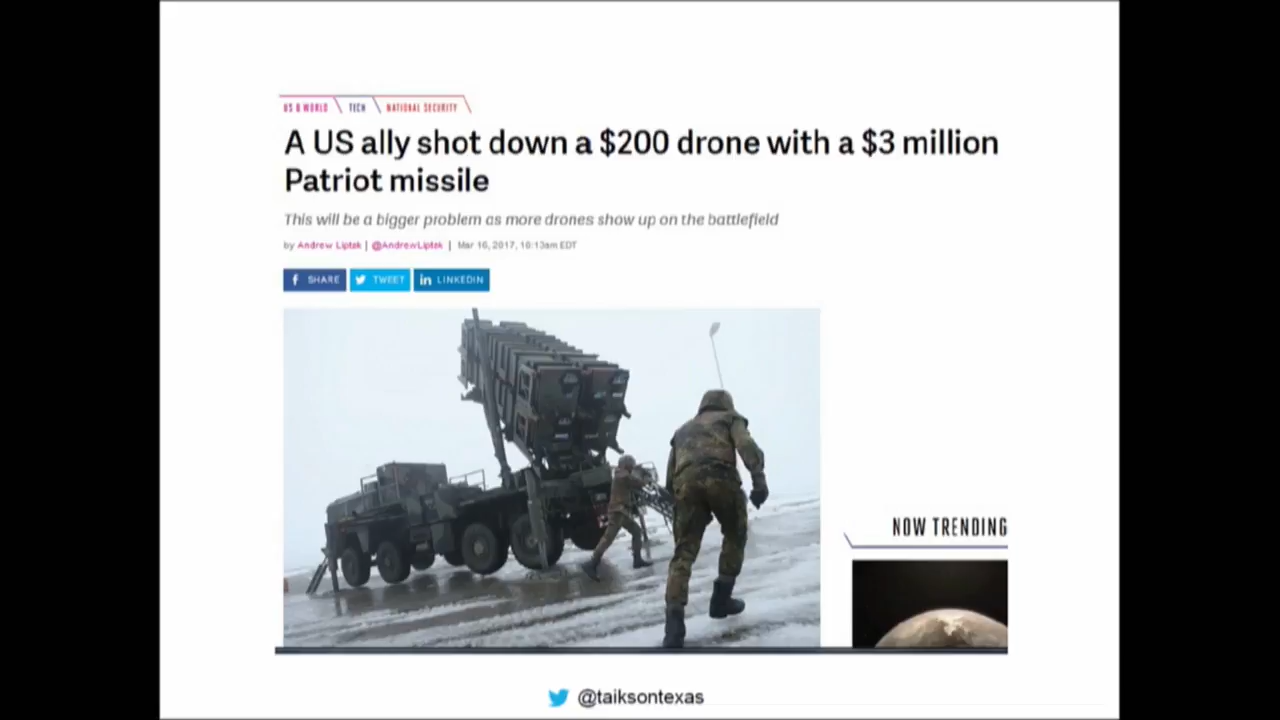 US & WORLD TECH NATIONAL SECURITY
A US ally shot down a $200 drone with a $3 million
Patriot missile
This will be a bigger problem as more drones show up on the battlefield
by Andrew Liptak | @AndrewLiptak | Mar 16, 2017, 10:13am EDT
f SHARE TWEET in LINKEDIN
NOW TRENDING
@taiksontexas